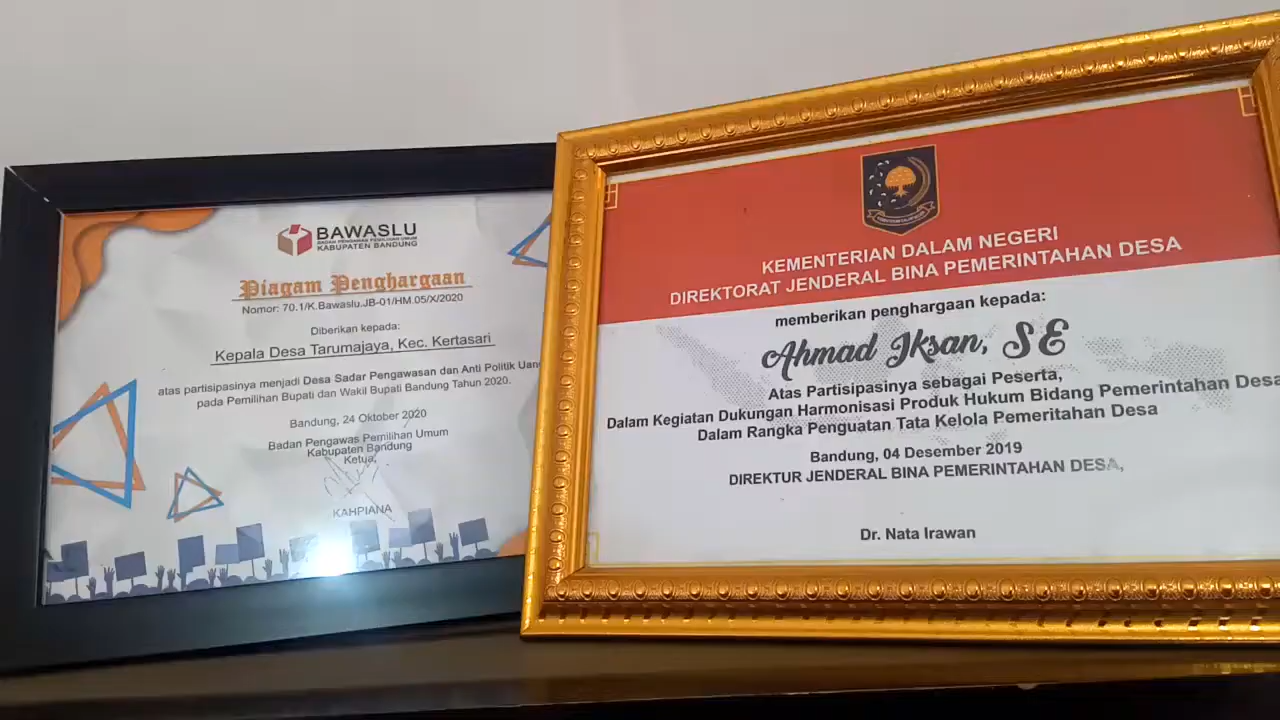 BAWASLU
BADAN PENGAWAS PEMILIHAN UMUM
KABUPATEN BANDUNG
Piagam Penghargaan
Nomor: 70.1/K.Bawaslu.JB-01/HM.05/X/2020
Diberikan kepada:
Kepala Desa Tarumajaya, Kec. Kertasari
atas partisipasinya menjadi Desa Sadar Pengawasan dan Anti Politik Uang
pada Pemilihan Bupati dan Wakil Bupati Bandung Tahun 2020.
Bandung, 24 Oktober 2020
Badan Pengawas Pemilihan Umum
Kabupaten Bandung
Ketua,
KAHPIANA
KEMENTERIAN DALAM NEGERI
DIREKTORAT JENDERAL BINA PEMERINTAHAN DESA
memberikan penghargaan kepada:
Ahmad Iksan, SE
Atas Partisipasinya sebagai Peserta,
Dalam Kegiatan Dukungan Harmonisasi Produk Hukum Bidang Pemerintahan Desa
Dalam Rangka Penguatan Tata Kelola Pemeritahan Desa
Bandung, 04 Desember 2019
DIREKTUR JENDERAL BINA PEMERINTAHAN DESA,
Dr. Nata Irawan